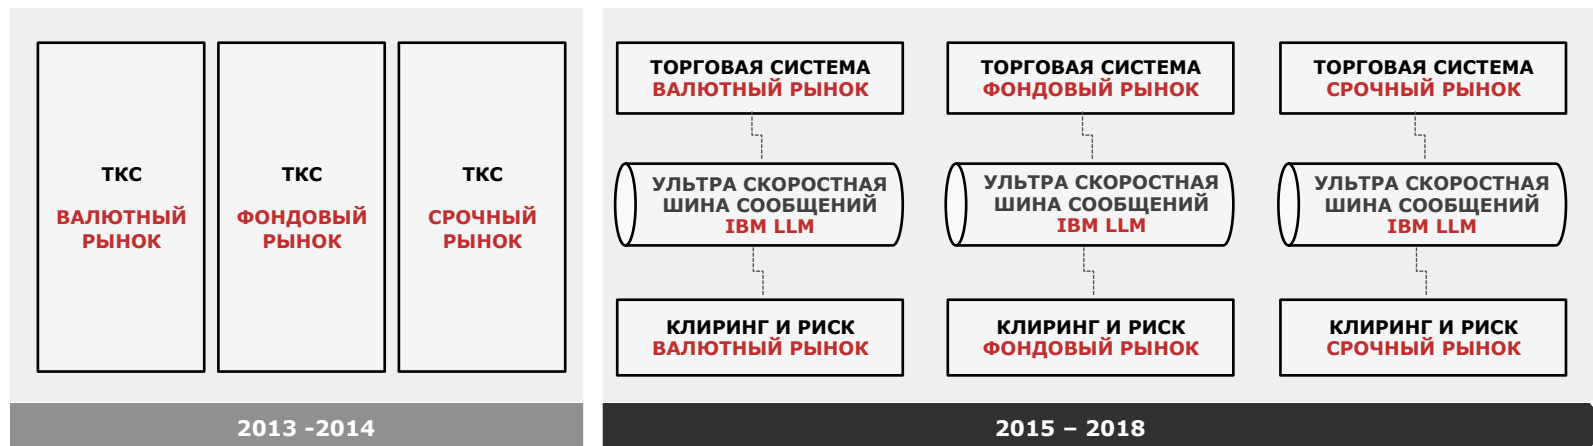 ТКС
ВАЛЮТНЫЙ
РЫНОК
ТКС
ФОНДОВЫЙ
РЫНОК
ТКС
СРОЧНЫЙ
РЫНОК
2013 -2014
ТОРГОВАЯ СИСТЕМА
ВАЛЮТНЫЙ РЫНОК
УЛЬТРА СКОРОСТНАЯ
ШИНА СООБЩЕНИЙ
IBM LLM
КЛИРИНГ И РИСК
ВАЛЮТНЫЙ РЫНОК
ТОРГОВАЯ СИСТЕМА
ФОНДОВЫЙ РЫНОК
УЛЬТРА СКОРОСТНАЯ
ШИНА СООБЩЕНИЙ
IBM LLM
КЛИРИНГ И РИСК
ФОНДОВЫЙ РЫНОК
ТОРГОВАЯ СИСТЕМА
СРОЧНЫЙ РЫНОК
УЛЬТРА СКОРОСТНАЯ
ШИНА СООБЩЕНИЙ
IBM LLM
КЛИРИНГ И РИСК
СРОЧНЫЙ РЫНОК
2015 – 2018